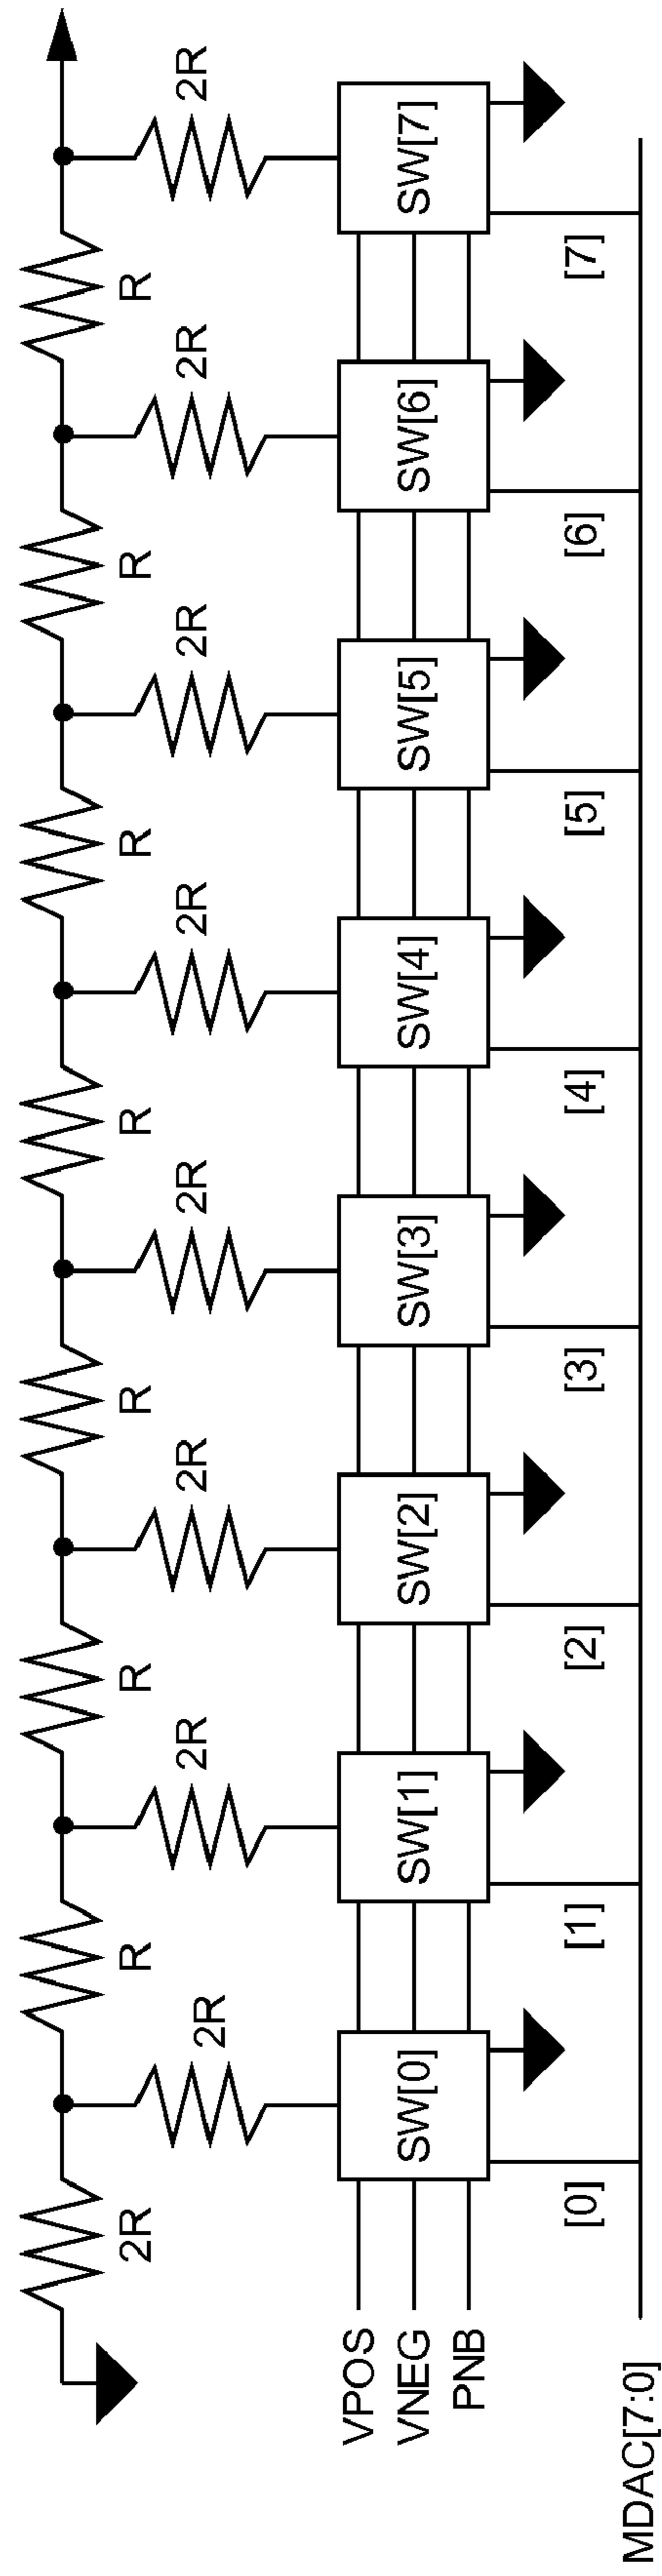 2R
R
R
R
R
R
R
R
2R
2R
2R
2R
2R
2R
2R
2R
VPOS
VNEG
PNB
SW[0]
SW[1]
SW[2]
SW[3]
SW[4]
SW[5]
SW[6]
SW[7]
[0]
[1]
[2]
[3]
[4]
[5]
[6]
[7]
MDAC[7:0]